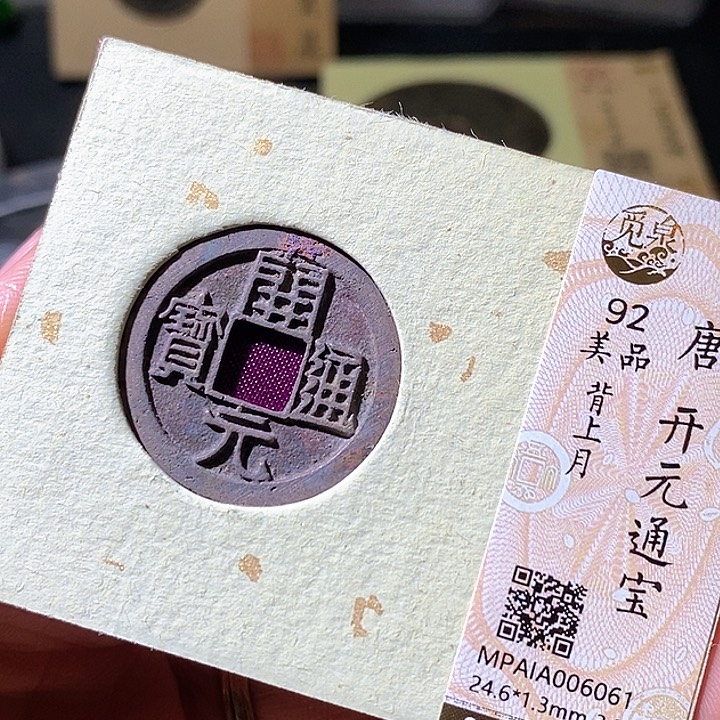 開元通寶
觅泉
唐
开元通宝
92
美品
背上月
MPAIA006061
24.6*1.3mm